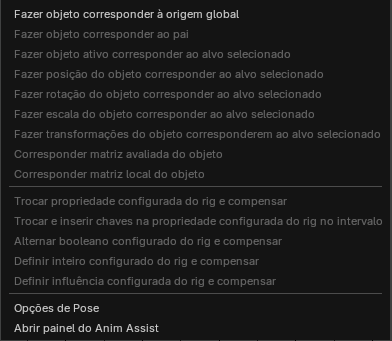 Fazer objeto corresponder à origem global
Fazer objeto corresponder ao pai
Fazer objeto ativo corresponder ao alvo selecionado
Fazer posição do objeto corresponder ao alvo selecionado
Fazer rotação do objeto corresponder ao alvo selecionado
Fazer escala do objeto corresponder ao alvo selecionado
Fazer transformações do objeto corresponderem ao alvo selecionado
Corresponder matriz avaliada do objeto
Corresponder matriz local do objeto
Trocar propriedade configurada do rig e compensar
Trocar e inserir chaves na propriedade configurada do rig no intervalo
Alternar booleano configurado do rig e compensar
Definir inteiro configurado do rig e compensar
Definir influência configurada do rig e compensar
Opções de Pose
Abrir painel do Anim Assist